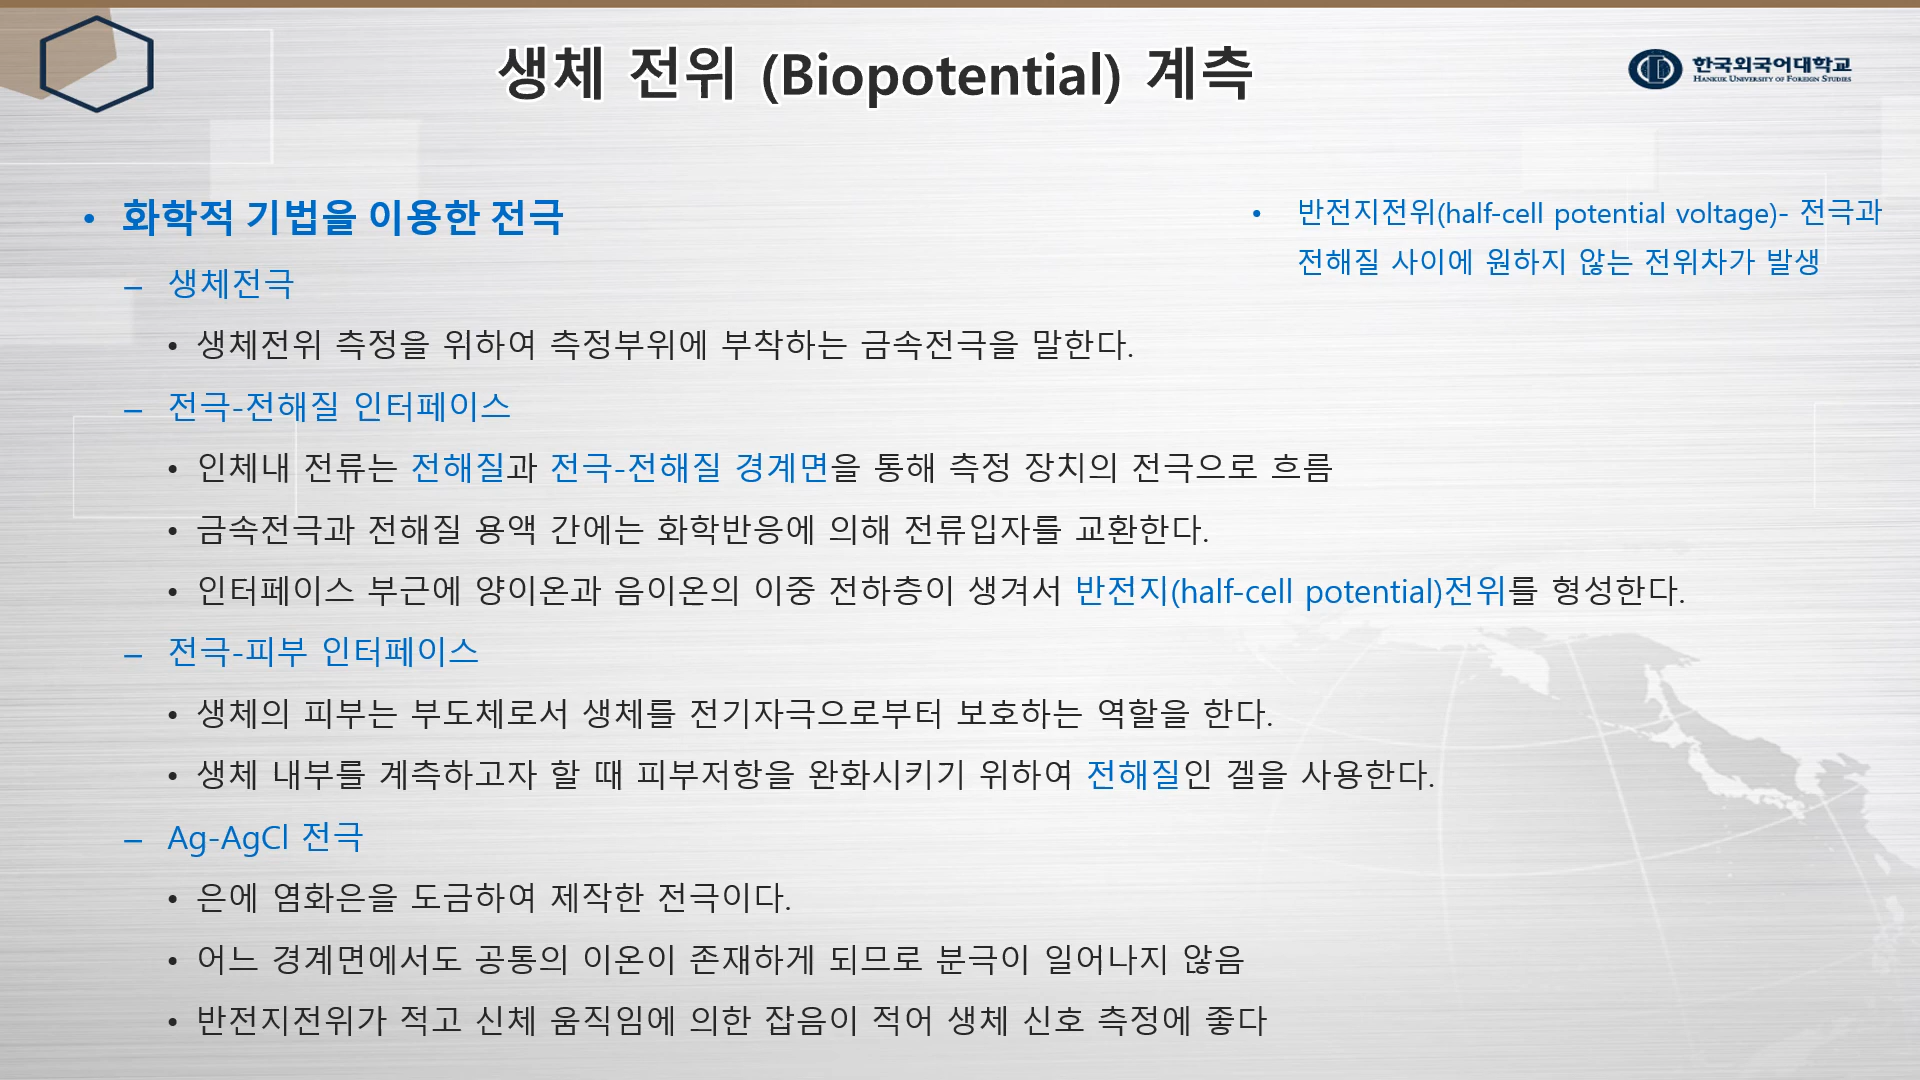 생체 전위 (Biopotential) 계측
한국외국어대학교
HANKUK UNIVERSITY OF FOREIGN STUDIES
• 화학적 기법을 이용한 전극
– 생체전극
• 생체전위 측정을 위하여 측정부위에 부착하는 금속전극을 말한다.
– 전극-전해질 인터페이스
• 인체내 전류는 전해질과 전극-전해질 경계면을 통해 측정 장치의 전극으로 흐름
• 금속전극과 전해질 용액 간에는 화학반응에 의해 전류입자를 교환한다.
• 인터페이스 부근에 양이온과 음이온의 이중 전하층이 생겨서 반전지(half-cell potential)전위를 형성한다.
– 전극-피부 인터페이스
• 생체의 피부는 부도체로서 생체를 전기자극으로부터 보호하는 역할을 한다.
• 생체 내부를 계측하고자 할 때 피부저항을 완화시키기 위하여 전해질인 겔을 사용한다.
– Ag-AgCl 전극
• 은에 염화은을 도금하여 제작한 전극이다.
• 어느 경계면에서도 공통의 이온이 존재하게 되므로 분극이 일어나지 않음
• 반전지전위가 적고 신체 움직임에 의한 잡음이 적어 생체 신호 측정에 좋다
• 반전지전위(half-cell potential voltage)- 전극과
전해질 사이에 원하지 않는 전위차가 발생